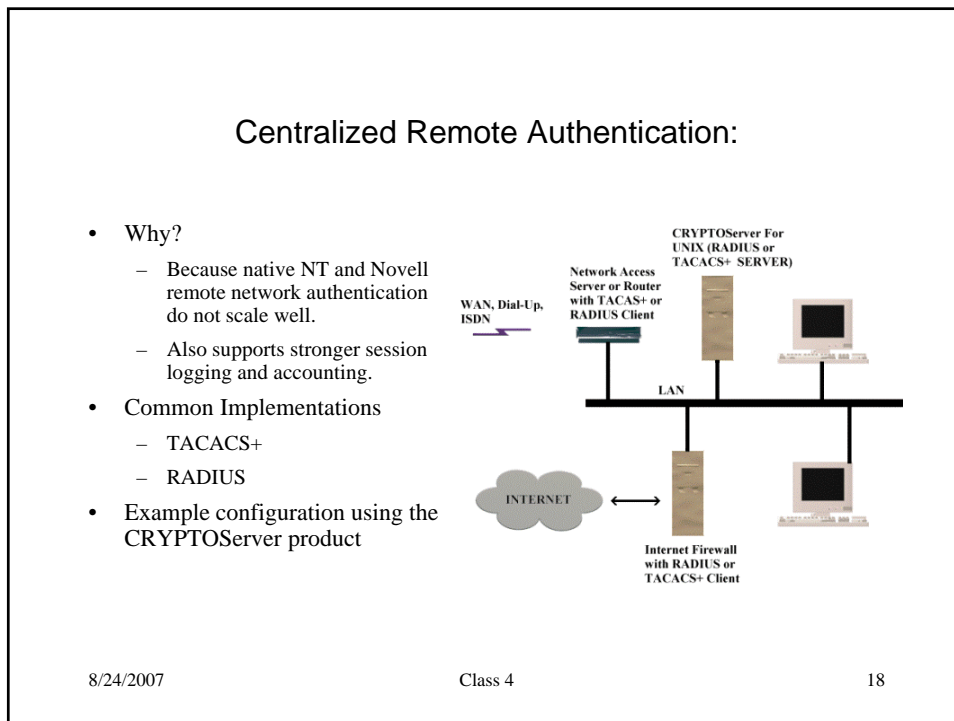 Centralized Remote Authentication:
• Why?
– Because native NT and Novell
remote network authentication
do not scale well.
– Also supports stronger session
logging and accounting.
• Common Implementations
– TACACS+
– RADIUS
• Example configuration using the
CRYPTOServer product
CRYPTOServer For
UNIX (RADIUS or
TACACS+ SERVER)
Network Access
Server or Router
with TACAS+ or
RADIUS Client
WAN, Dial-Up,
ISDN
LAN
INTERNET
Internet Firewall
with RADIUS or
TACACS+ Client
8/24/2007
Class 4
18